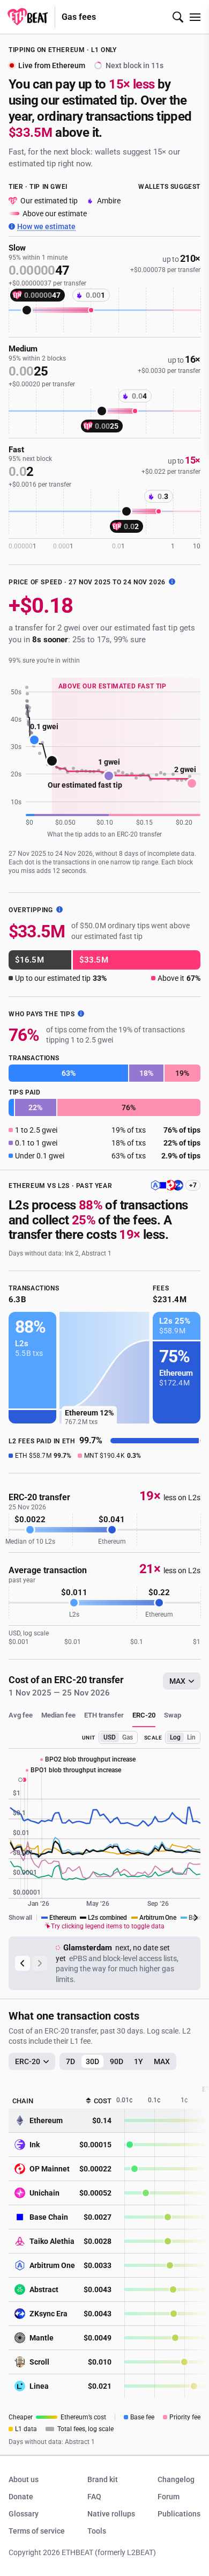 ETHBEAT
Gas fees
TIPPING ON ETHEREUM · L1 ONLY
Live from Ethereum
Next block in 11s
You can pay up to 15× less by
using our estimated tip. Over the
year, ordinary transactions tipped
$33.5M above it.
Fast, for the next block: wallets suggest 15× our
estimated tip right now.
TIER · TIP IN GWEI
WALLETS SUGGEST
Our estimated tip
Ambire
Above our estimate
How we estimate
Slow
95% within 1 minute
0.0000047
+$0.00000037 per transfer
up to 210×
+$0.000078 per transfer
0.0000047
0.001
Medium
95% within 2 blocks
0.0025
+$0.00020 per transfer
up to 16×
+$0.0030 per transfer
0.04
0.0025
Fast
95% next block
0.02
+$0.0016 per transfer
up to 15×
+$0.022 per transfer
0.3
0.02
0.00001
0.0001
0.01
1
10
PRICE OF SPEED · 27 NOV 2025 TO 24 NOV 2026
+$0.18
a transfer for 2 gwei over our estimated fast tip gets
you in 8s sooner: 25s to 17s, 99% sure
99% sure you're in within
ABOVE OUR ESTIMATED FAST TIP
50s
40s
30s
20s
10s
0.1 gwei
1 gwei
2 gwei
Our estimated fast tip
$0
$0.050
$0.10
$0.15
$0.20
What the tip adds to an ERC-20 transfer
27 Nov 2025 to 24 Nov 2026, without 8 days of incomplete data.
Each dot is the transactions in one narrow tip range. Each block
you miss adds 12 seconds.
OVERTIPPING
$33.5M
of $50.0M ordinary tips went above
our estimated fast tip
$16.5M
$33.5M
Up to our estimated tip 33%
Above it 67%
WHO PAYS THE TIPS
76%
of tips come from the 19% of transactions
tipping 1 to 2.5 gwei
TRANSACTIONS
63%
18%
19%
TIPS PAID
22%
76%
1 to 2.5 gwei
19% of txs
76% of tips
0.1 to 1 gwei
18% of txs
22% of tips
Under 0.1 gwei
63% of txs
2.9% of tips
ETHEREUM VS L2S · PAST YEAR
+7
L2s process 88% of transactions
and collect 25% of the fees. A
transfer there costs 19× less.
Days without data: Ink 2, Abstract 1
TRANSACTIONS
6.3B
FEES
$231.4M
88%
L2s
5.5B txs
L2s 25%
$58.9M
75%
Ethereum
$172.4M
Ethereum 12%
767.2M txs
L2 FEES PAID IN ETH
99.7%
ETH $58.7M 99.7%
MNT $190.4K 0.3%
ERC-20 transfer
25 Nov 2026
19× less on L2s
$0.0022
$0.041
Median of 10 L2s
Ethereum
Average transaction
past year
21× less on L2s
$0.011
$0.22
L2s
Ethereum
USD, log scale
$0.001
$0.01
$0.1
$1
Cost of an ERC-20 transfer
1 Nov 2025 — 25 Nov 2026
MAX
Avg fee
Median fee
ETH transfer
ERC-20
Swap
UNIT
USD
Gas
SCALE
Log
Lin
BPO2 blob throughput increase
BPO1 blob throughput increase
$1
$0.1
$0.01
$0.001
$0.0001
$0.00001
Jan '26
May '26
Sep '26
Show all
Ethereum
L2s combined
Arbitrum One
Try clicking legend items to toggle data
Glamsterdam next, no date set
yet ePBS and block-level access lists,
paving the way for much higher gas
limits.
What one transaction costs
Cost of an ERC-20 transfer, past 30 days. Log scale. L2
costs include their L1 fee.
ERC-20
7D
30D
90D
1Y
MAX
CHAIN
COST
0.01¢
0.1¢
1¢
Ethereum
$0.14
Ink
$0.00015
OP Mainnet
$0.00022
Unichain
$0.00052
Base Chain
$0.0027
Taiko Alethia
$0.0028
Arbitrum One
$0.0033
Abstract
$0.0043
ZKsync Era
$0.0043
Mantle
$0.0049
Scroll
$0.010
Linea
$0.021
Cheaper
Ethereum's cost
Base fee
Priority fee
L1 data
Total fees, log scale
Days without data: Abstract 1
About us
Brand kit
Changelog
Donate
FAQ
Forum
Glossary
Native rollups
Publications
Terms of service
Tools
Copyright 2026 ETHBEAT (formerly L2BEAT)